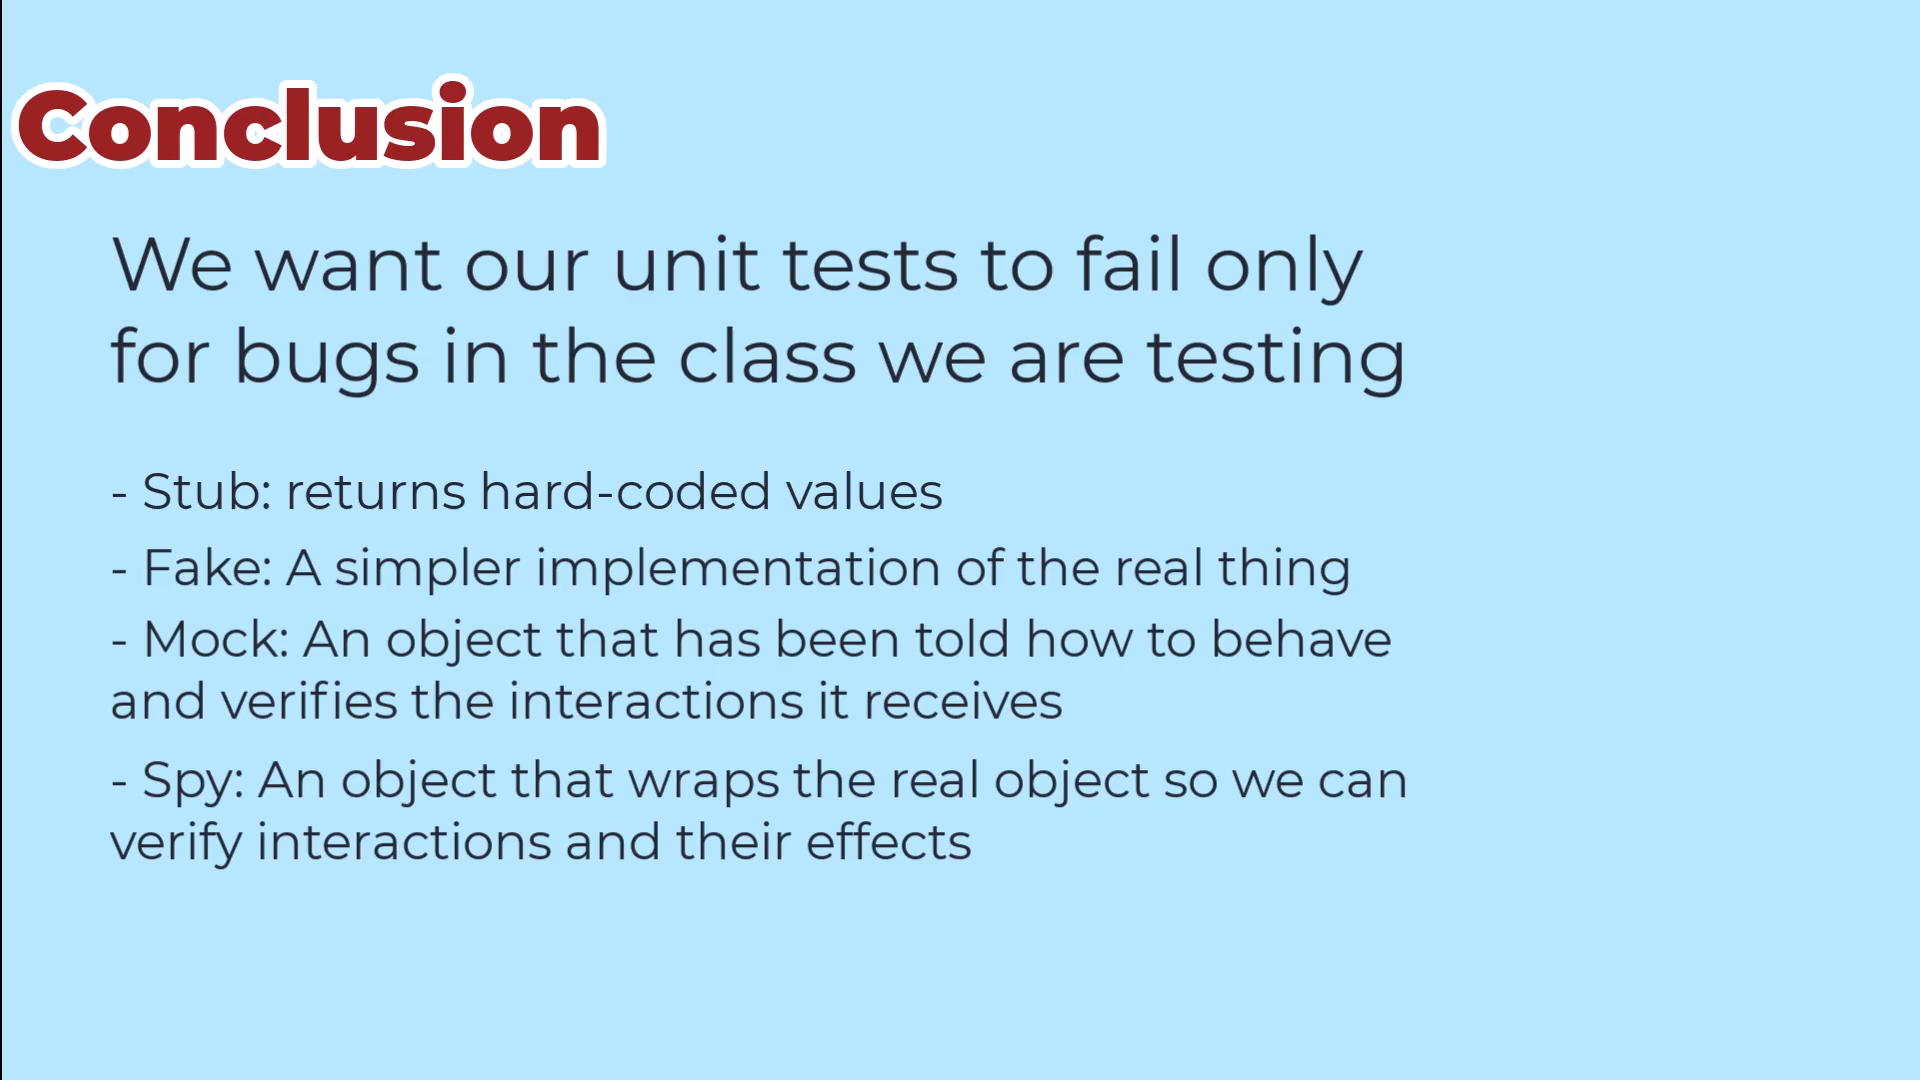 Conclusion
We want our unit tests to fail only
for bugs in the class we are testing
- Stub: returns hard-coded values
- Fake: A simpler implementation of the real thing
- Mock: An object that has been told how to behave
and verifies the interactions it receives
- Spy: An object that wraps the real object so we can
verify interactions and their effects